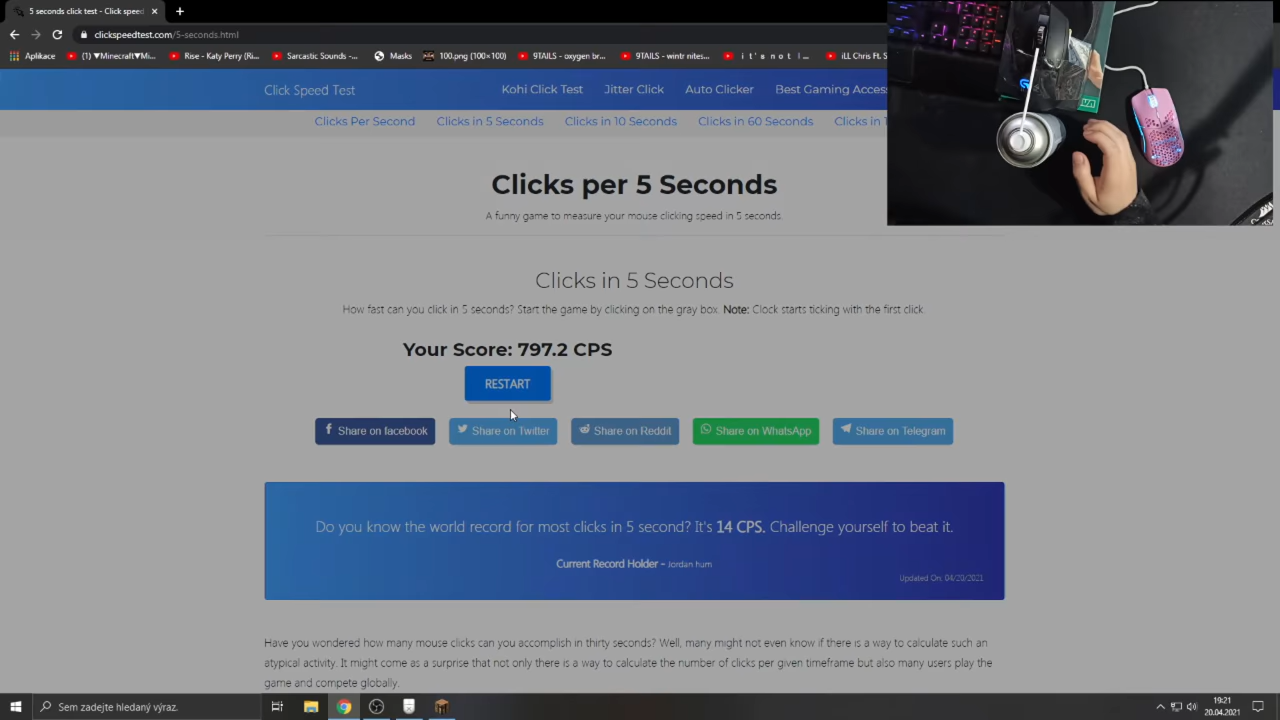 5 seconds click test - Click speed
clickspeedtest.com/5-seconds.html
Aplikace
(1) ▼Minecraft▼Mi...
Rise - Katy Perry (Ri...
Sarcastic Sounds -...
Masks
100.png (100×100)
9TAILS - oxygen br...
9TAILS - wintr nites...
i t ' s n o t l...
iLL Chris Ft. S
Click Speed Test
Kohi Click Test
Jitter Click
Auto Clicker
Best Gaming Acces
Clicks Per Second
Clicks in 5 Seconds
Clicks in 10 Seconds
Clicks in 60 Seconds
Clicks in 1
Clicks per 5 Seconds
A funny game to measure your mouse clicking speed in 5 seconds.
Clicks in 5 Seconds
How fast can you click in 5 seconds? Start the game by clicking on the gray box. Note: Clock starts ticking with the first click.
Your Score: 797.2 CPS
RESTART
Share on facebook
Share on Twitter
Share on Reddit
Share on WhatsApp
Share on Telegram
Do you know the world record for most clicks in 5 second? It's 14 CPS. Challenge yourself to beat it.
Current Record Holder - Jordan hum
Updated On: 04/20/2021
Have you wondered how many mouse clicks can you accomplish in thirty seconds? Well, many might not even know if there is a way to calculate such an
atypical activity. It might come as a surprise that not only there is a way to calculate the number of clicks per given timeframe but also many users play the
game and compete globally.
Sem zadejte hledaný výraz.
19:21
20.04.2021